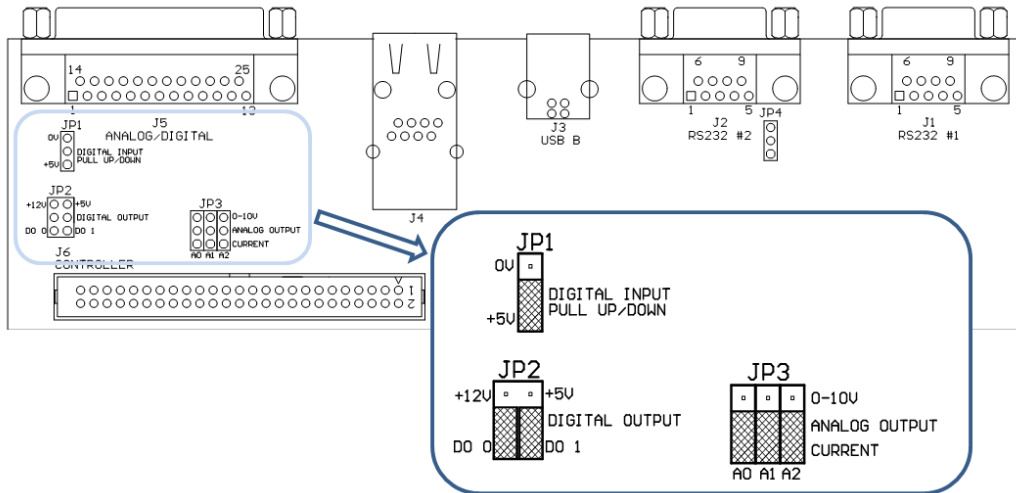 14 25
1 13
J5
ANALOG/DIGITAL
JP1
0V
DIGITAL INPUT
PULL UP/DOWN
+5V
JP2
+12V +5V
DIGITAL OUTPUT
DO 0 DO 1
JP3
0-10V
ANALOG OUTPUT
CURRENT
A0 A1 A2
J6
CONTROLLER
1
2
J4
J3
USB B
6 9
1 5
J2
RS232 #2
JP4
6 9
1 5
J1
RS232 #1
JP1
0V
DIGITAL INPUT
PULL UP/DOWN
+5V
JP2
+12V +5V
DIGITAL OUTPUT
DO 0 DO 1
JP3
0-10V
ANALOG OUTPUT
CURRENT
A0 A1 A2